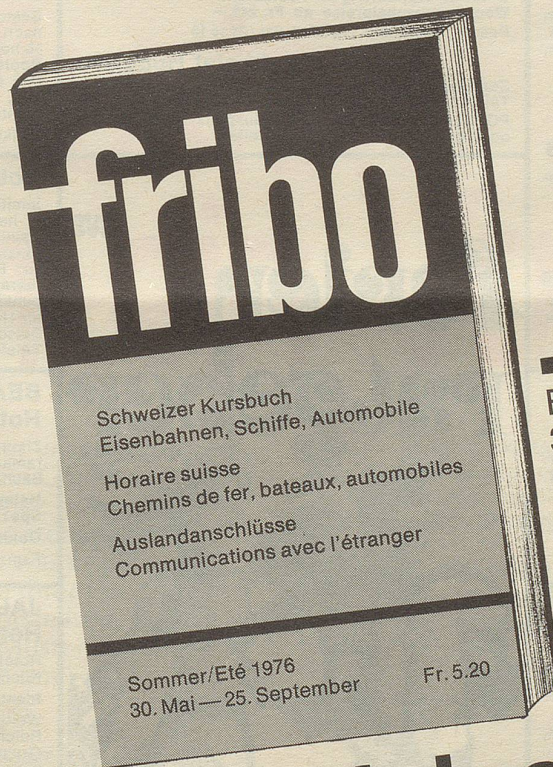 fribo
Schweizer Kursbuch
Eisenbahnen, Schiffe, Automobile
Horaire suisse
Chemins de fer, bateaux, automobiles
Auslandanschlüsse
Communications avec l'étranger
Sommer/Eté 1976
30. Mai — 25. September
Fr. 5.20